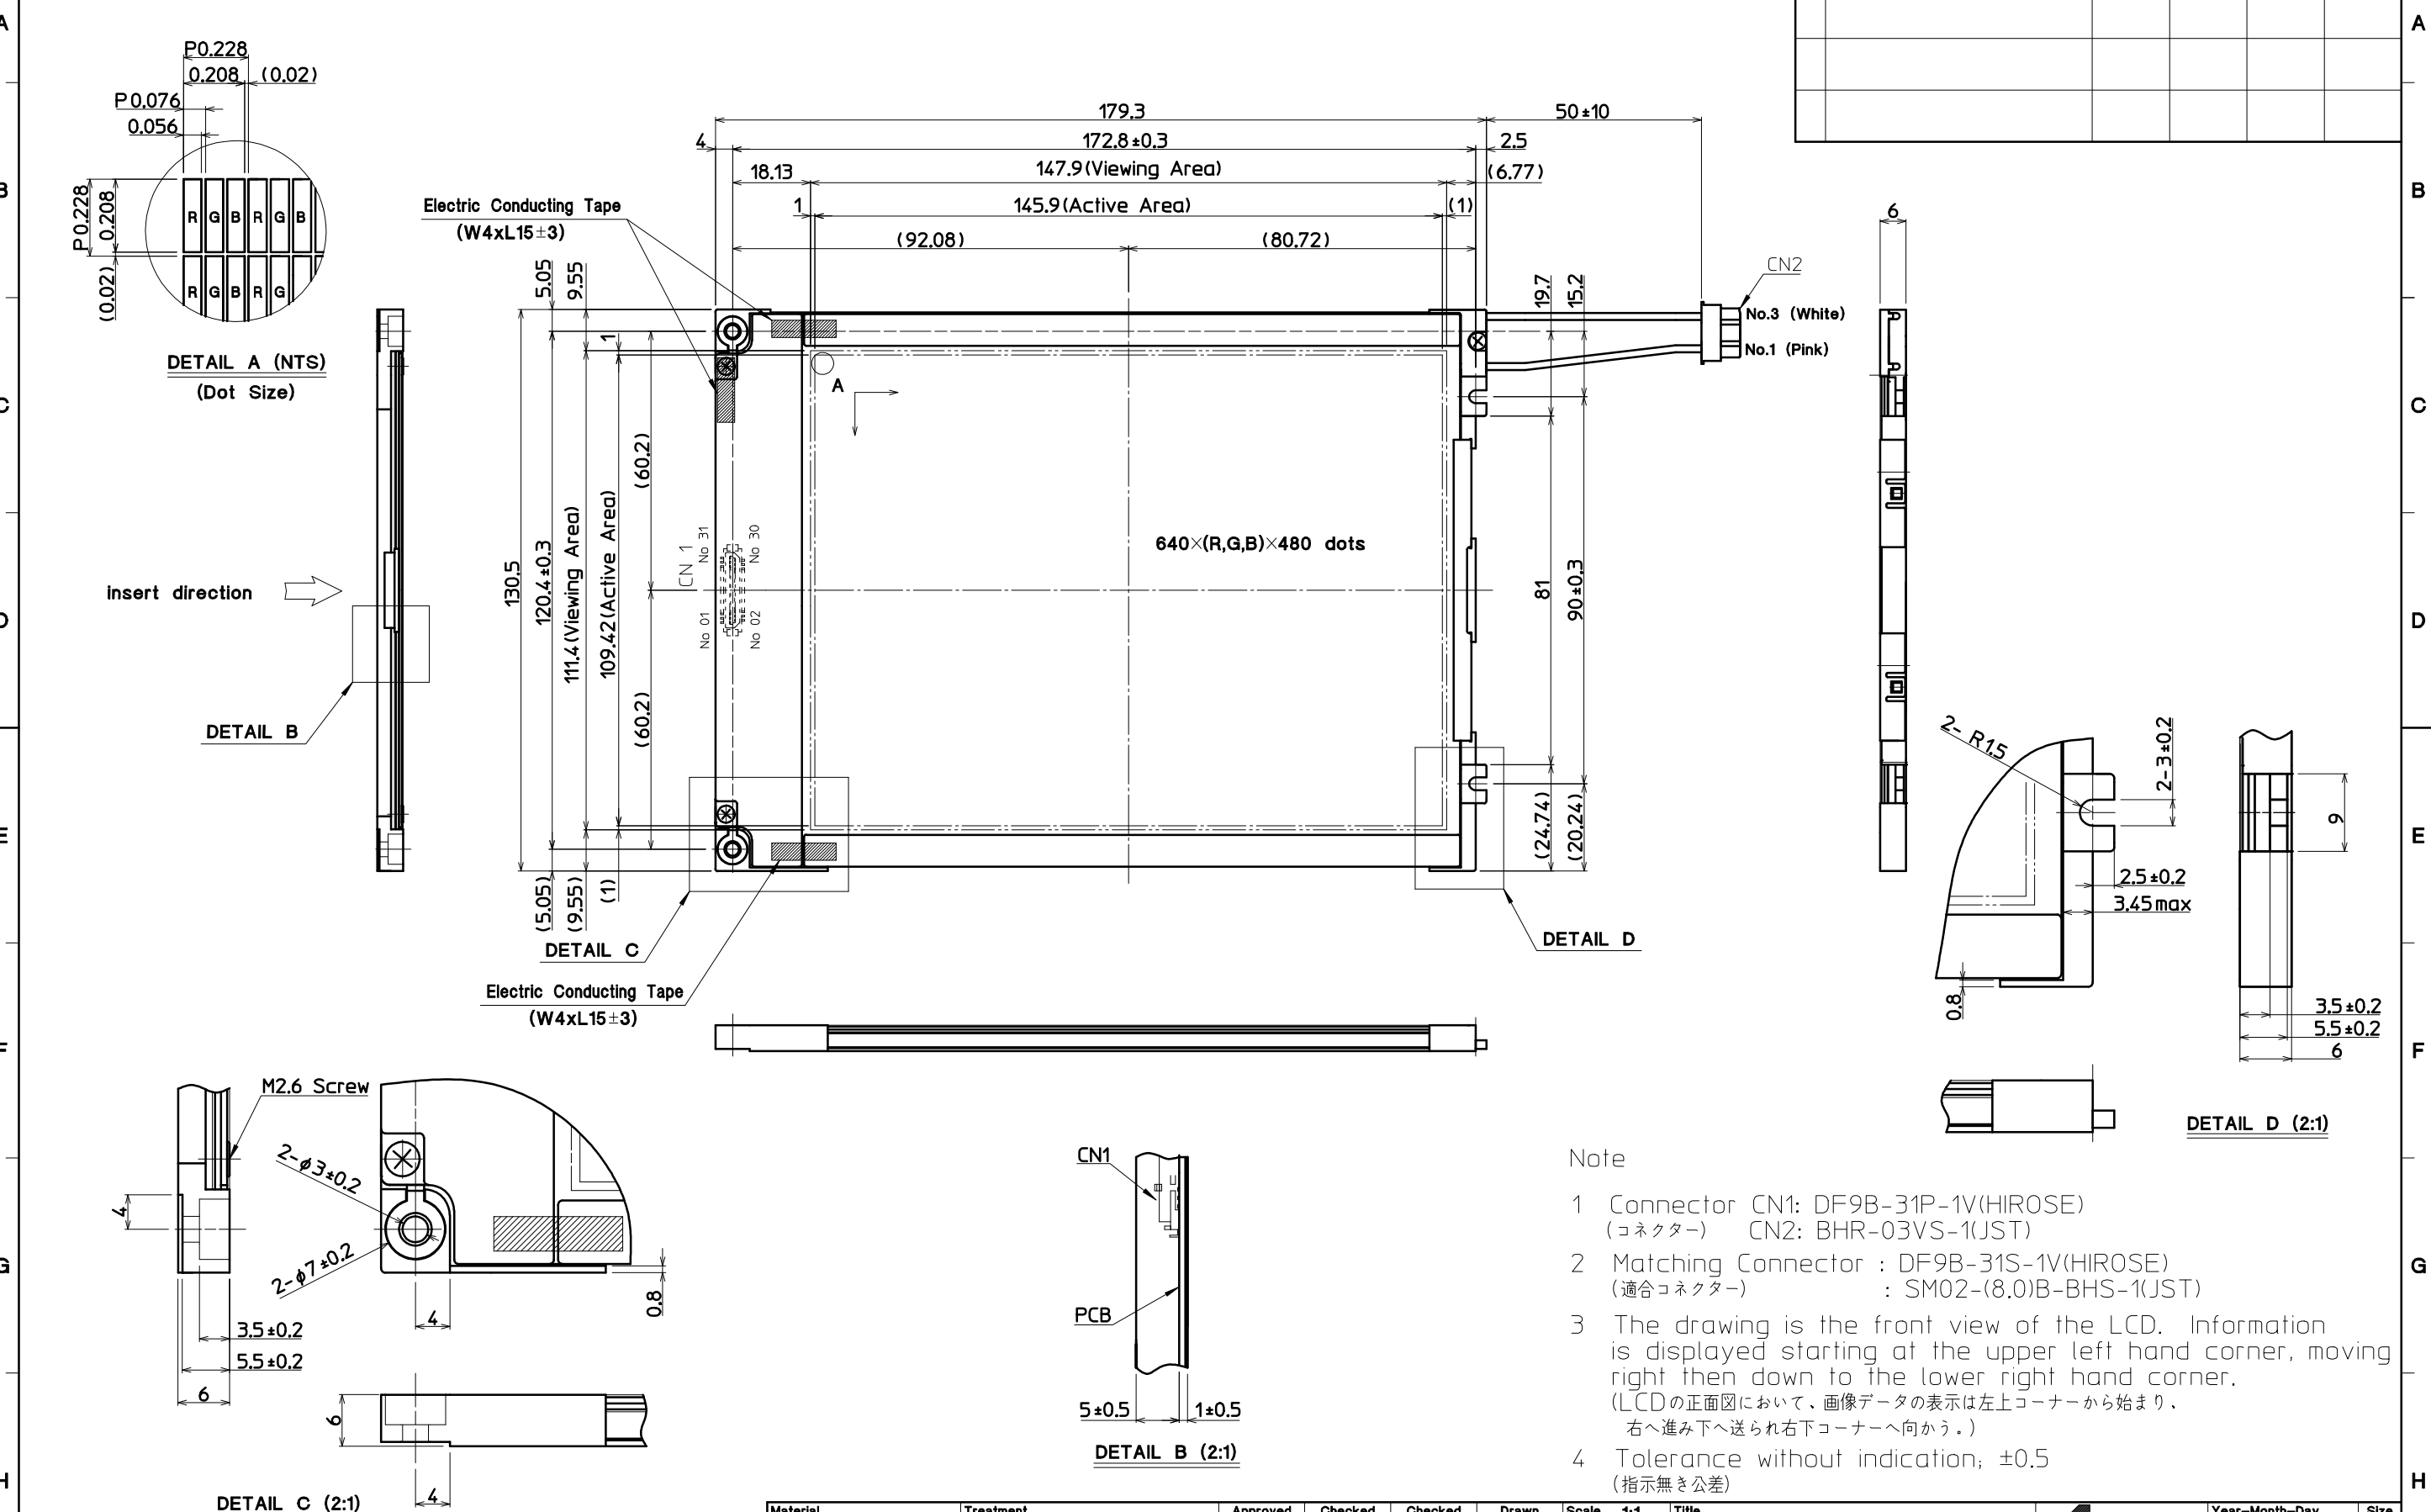 A
A
B
B
C
C
D
D
E
E
F
F
G
G
H
H
P0.228
0.208
(0.02)
P0.076
0.056
P0.228
0.208
(0.02)
R G B R G B
R G B R G
DETAIL A (NTS)
(Dot Size)
179.3
50±10
4
172.8±0.3
2.5
18.13
147.9(Viewing Area)
(6.77)
1
145.9(Active Area)
(1)
(92.08)
(80.72)
Electric Conducting Tape
(W4xL15±3)
5.05
9.55
1
19.7
15.2
CN2
No.3 (White)
No.1 (Pink)
6
A
(60.2)
130.5
120.4±0.3
111.4(Viewing Area)
109.42(Active Area)
(60.2)
CN 1
No 31
No 30
No 01
No 02
640×(R,G,B)×480 dots
81
90±0.3
insert direction
DETAIL B
(24.74)
(20.24)
(5.05)
(9.55)
(1)
DETAIL C
DETAIL D
Electric Conducting Tape
(W4xL15±3)
2- R1.5
2-3±0.2
9
2.5±0.2
3.45max
0.8
3.5±0.2
5.5±0.2
6
DETAIL D (2:1)
M2.6 Screw
2-φ3±0.2
4
2-φ7±0.2
3.5±0.2
5.5±0.2
6
4
0.8
6
4
DETAIL C (2:1)
CN1
PCB
5±0.5
1±0.5
DETAIL B (2:1)
Note
1 Connector CN1: DF9B-31P-1V(HIROSE)
(コネクター) CN2: BHR-03VS-1(JST)
2 Matching Connector : DF9B-31S-1V(HIROSE)
(適合コネクター) : SM02-(8.0)B-BHS-1(JST)
3 The drawing is the front view of the LCD. Information
is displayed starting at the upper left hand corner, moving
right then down to the lower right hand corner.
(LCDの正面図において、画像データの表示は左上コーナーから始まり、
右へ進み下へ送られ右下コーナーへ向かう。)
4 Tolerance without indication; ±0.5
(指示無き公差)
Material Treatment Approved Checked Checked Drawn Scale 1:1 Title Year-Month-Day Size